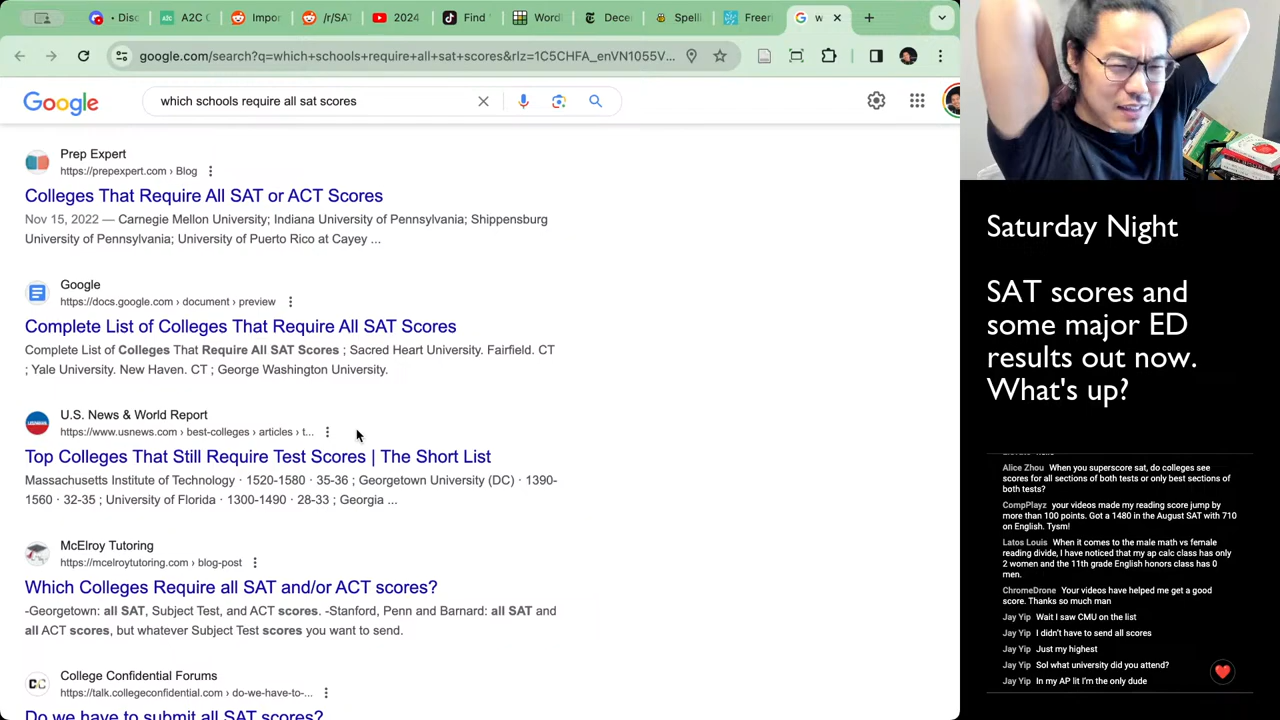 Disc
A2C
Impor
/r/SAT
2024
Find '
Word
Dece
Spelli
Freer
w
google.com/search?q=which+schools+require+all+sat+scores&rlz=1C5CHFA_enVN1055V...
Google
which schools require all sat scores
Prep Expert
https://prepexpert.com › Blog
Colleges That Require All SAT or ACT Scores
Nov 15, 2022 — Carnegie Mellon University; Indiana University of Pennsylvania; Shippensburg
University of Pennsylvania; University of Puerto Rico at Cayey ...
Google
https://docs.google.com › document › preview
Complete List of Colleges That Require All SAT Scores
Complete List of Colleges That Require All SAT Scores ; Sacred Heart University. Fairfield. CT
; Yale University. New Haven. CT ; George Washington University.
U.S. News & World Report
https://www.usnews.com › best-colleges › articles › t...
Top Colleges That Still Require Test Scores | The Short List
Massachusetts Institute of Technology · 1520-1580 · 35-36 ; Georgetown University (DC) · 1390-
1560 · 32-35 ; University of Florida · 1300-1490 · 28-33 ; Georgia ...
McElroy Tutoring
https://mcelroytutoring.com › blog-post
Which Colleges Require all SAT and/or ACT scores?
-Georgetown: all SAT, Subject Test, and ACT scores. -Stanford, Penn and Barnard: all SAT and
all ACT scores, but whatever Subject Test scores you want to send.
College Confidential Forums
https://talk.collegeconfidential.com › do-we-have-to-...
Do we have to submit all SAT scores?
Saturday Night
SAT scores and
some major ED
results out now.
What's up?
Alice Zhou When you superscore sat, do colleges see
scores for all sections of both tests or only best sections of
both tests?
CompPlayz your videos made my reading score jump by
more than 100 points. Got a 1480 in the August SAT with 710
on English. Tysm!
Latos Louis When it comes to the male math vs female
reading divide, I have noticed that my ap calc class has only
2 women and the 11th grade English honors class has 0
men.
ChromeDrone Your videos have helped me get a good
score. Thanks so much man
Jay Yip Wait I saw CMU on the list
Jay Yip I didn't have to send all scores
Jay Yip Just my highest
Jay Yip Sol what university did you attend?
Jay Yip In my AP lit I'm the only dude